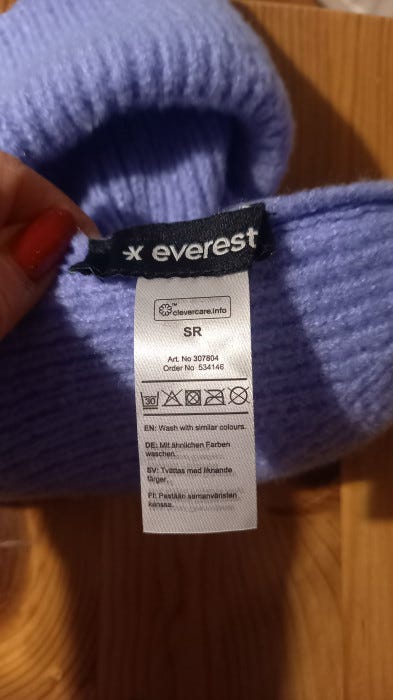 everest
clevercare.info
SR
Art. No 307804
Order No 534146
30
EN: Wash with similar colours.
DE: Mit ähnlichen Farben
waschen.
SV: Tvättas med liknande
färger.
FI: Pestään samanväristen
kanssa.